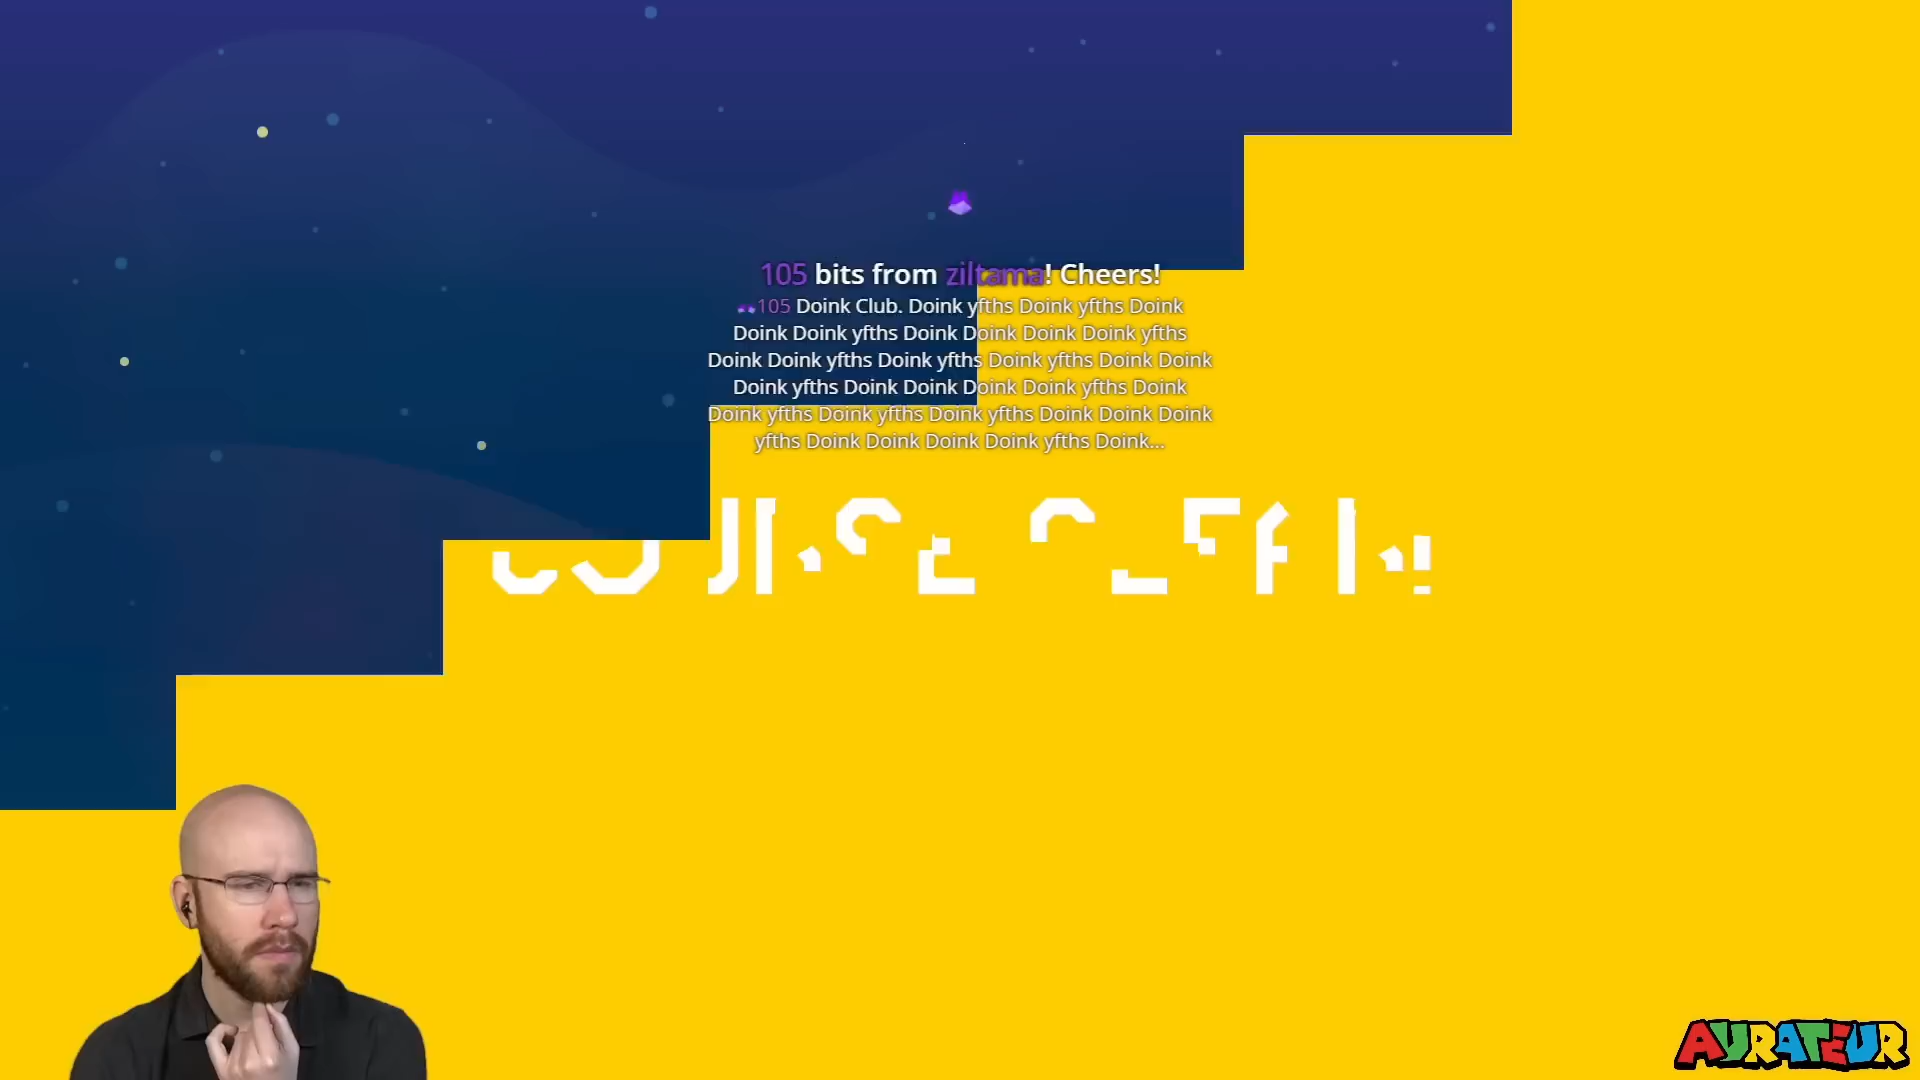 105 bits from ziltama! Cheers!
105 Doink Club. Doink yfths Doink yfths Doink
Doink Doink yfths Doink Doink Doink Doink yfths
Doink Doink yfths Doink yfths Doink yfths Doink Doink
Doink yfths Doink Doink Doink Doink yfths Doink
Doink yfths Doink yfths Doink yfths Doink Doink Doink
yfths Doink Doink Doink Doink yfths Doink...
COURSE CLEAR!
AURATEUR